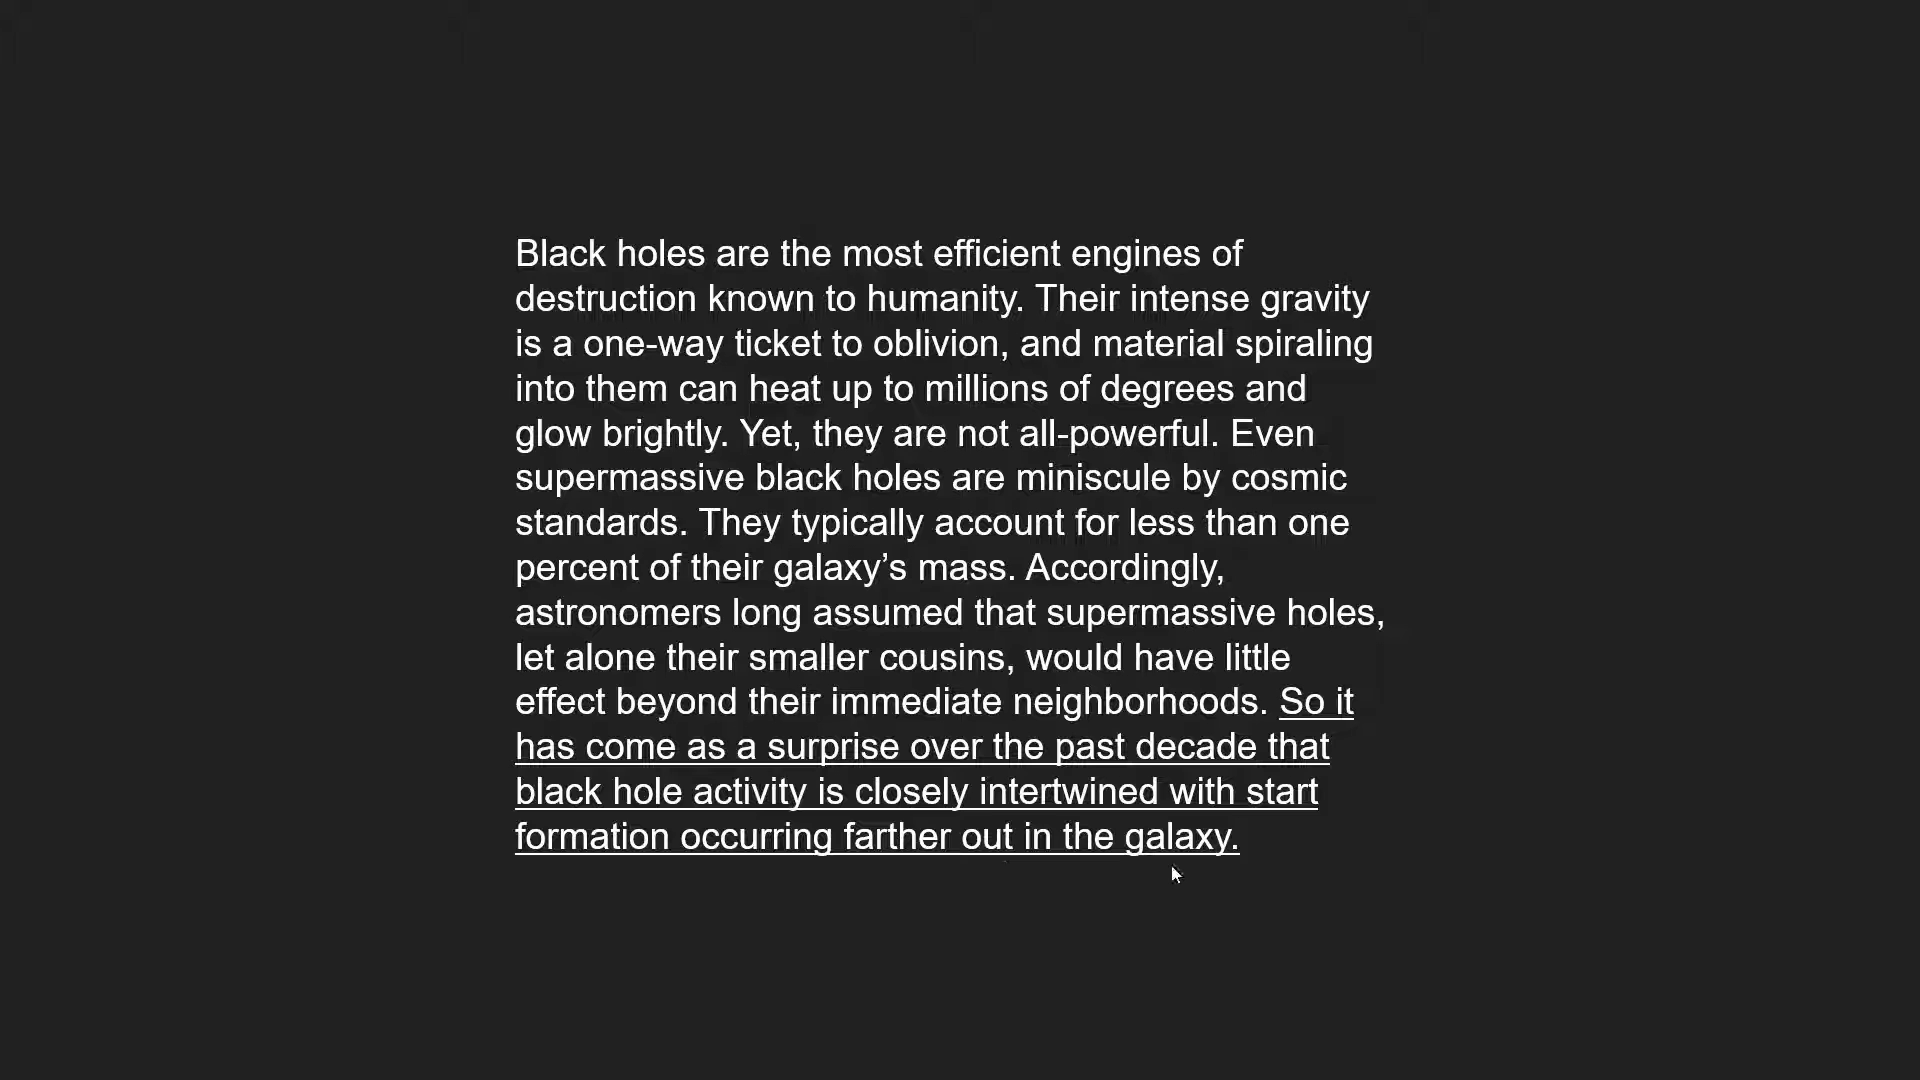 Black holes are the most efficient engines of
destruction known to humanity. Their intense gravity
is a one-way ticket to oblivion, and material spiraling
into them can heat up to millions of degrees and
glow brightly. Yet, they are not all-powerful. Even
supermassive black holes are miniscule by cosmic
standards. They typically account for less than one
percent of their galaxy’s mass. Accordingly,
astronomers long assumed that supermassive holes,
let alone their smaller cousins, would have little
effect beyond their immediate neighborhoods. So it
has come as a surprise over the past decade that
black hole activity is closely intertwined with start
formation occurring farther out in the galaxy.